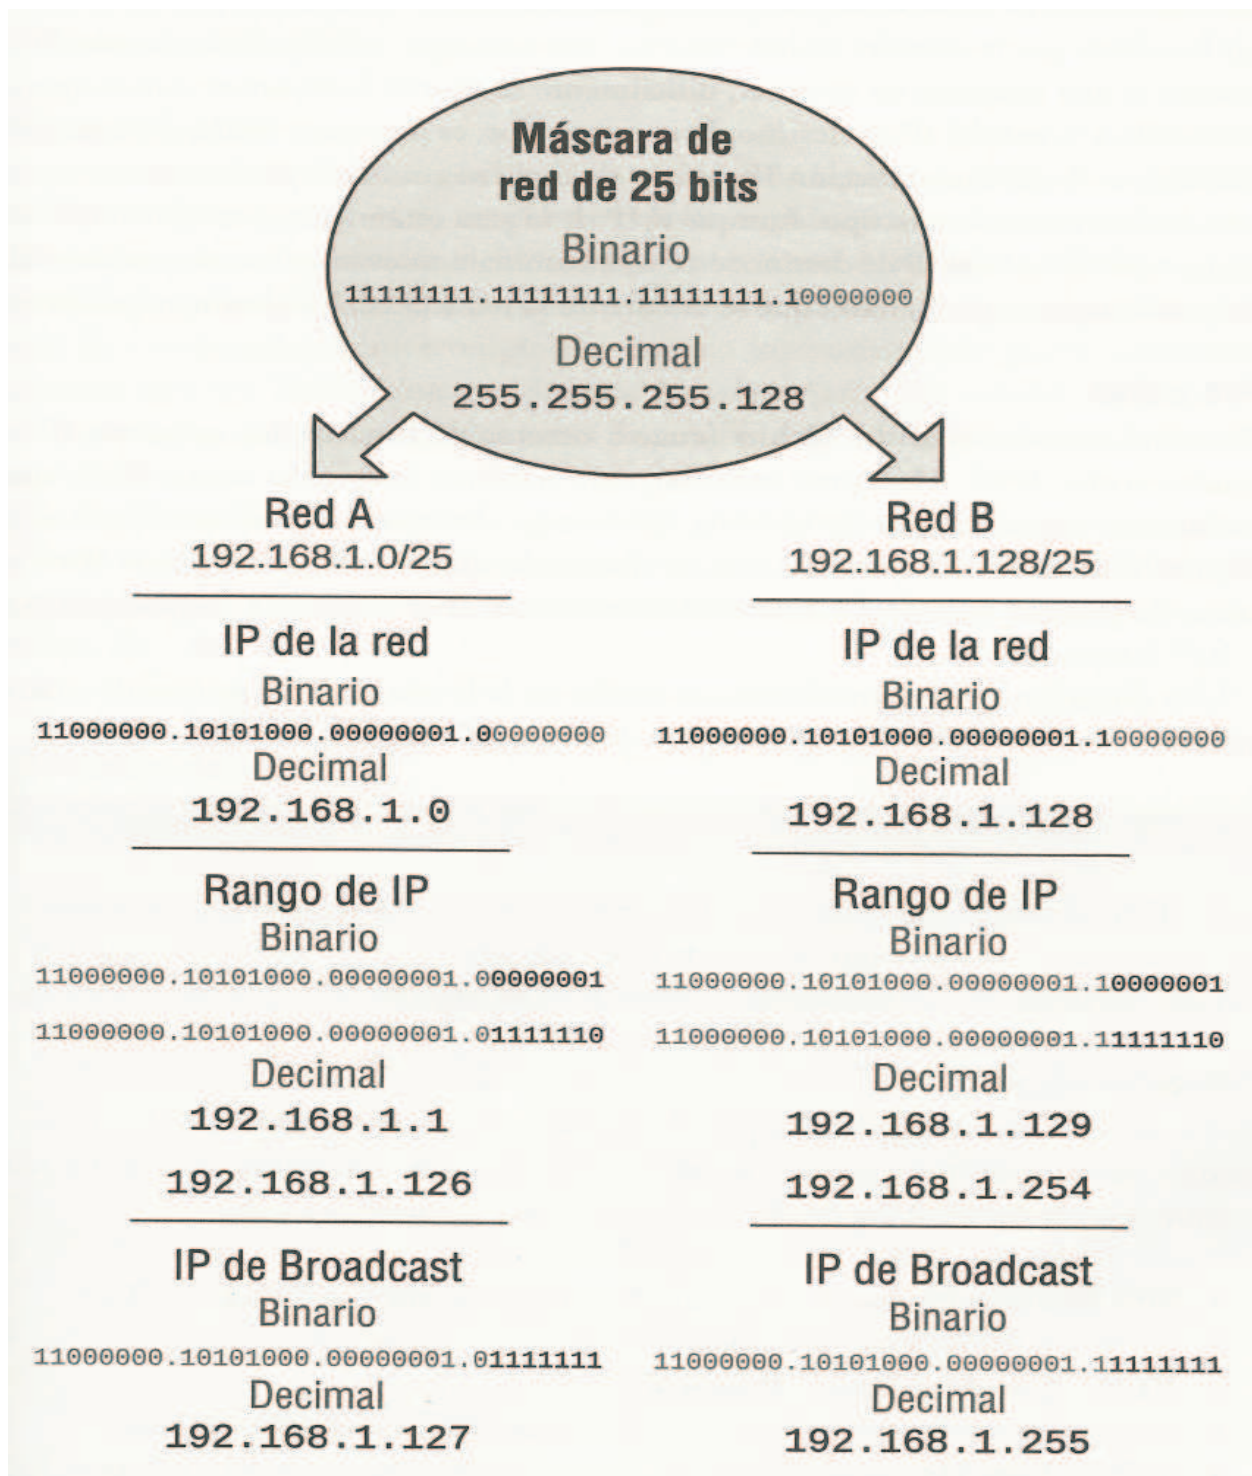 Máscara de
red de 25 bits
Binario
11111111.11111111.11111111.10000000
Decimal
255.255.255.128
Red A
192.168.1.0/25
IP de la red
Binario
11000000.10101000.00000001.00000000
Decimal
192.168.1.0
Rango de IP
Binario
11000000.10101000.00000001.00000001
11000000.10101000.00000001.01111110
Decimal
192.168.1.1
192.168.1.126
IP de Broadcast
Binario
11000000.10101000.00000001.01111111
Decimal
192.168.1.127
Red B
192.168.1.128/25
IP de la red
Binario
11000000.10101000.00000001.10000000
Decimal
192.168.1.128
Rango de IP
Binario
11000000.10101000.00000001.10000001
11000000.10101000.00000001.11111110
Decimal
192.168.1.129
192.168.1.254
IP de Broadcast
Binario
11000000.10101000.00000001.11111111
Decimal
192.168.1.255